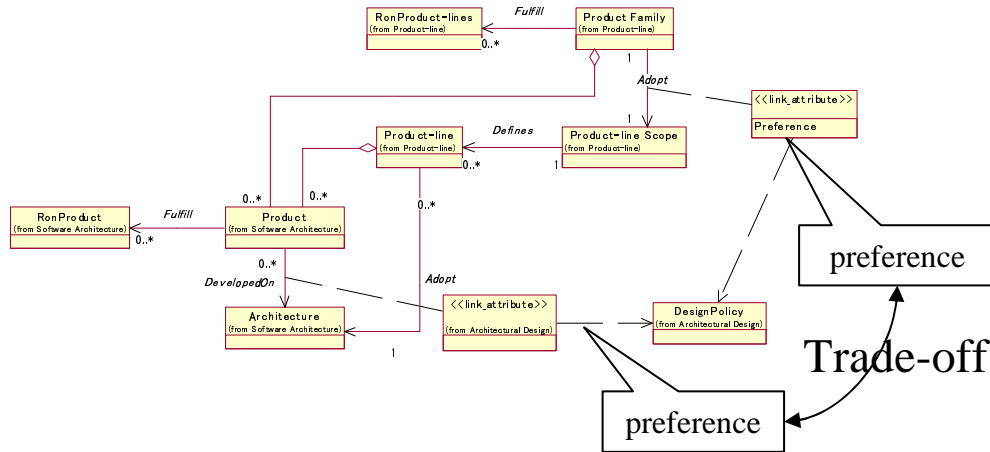 RonProduct-lines
(from Product-line)
Fulfill
0..*
Product Family
(from Product-line)
1
Adopt
1
<<link_attribute>>
Preference
Product-line
(from Product-line)
Defines
0..*
1
Product-line Scope
(from Product-line)
0..*
0..*
0..*
RonProduct
(from Software Architecture)
Fulfill
0..*
Product
(from Software Architecture)
preference
0..*
DevelopedOn
Adopt
Architecture
(from Software Architecture)
1
<<link_attribute>>
(from Architectural Design)
DesignPolicy
(from Architectural Design)
Trade-off
preference